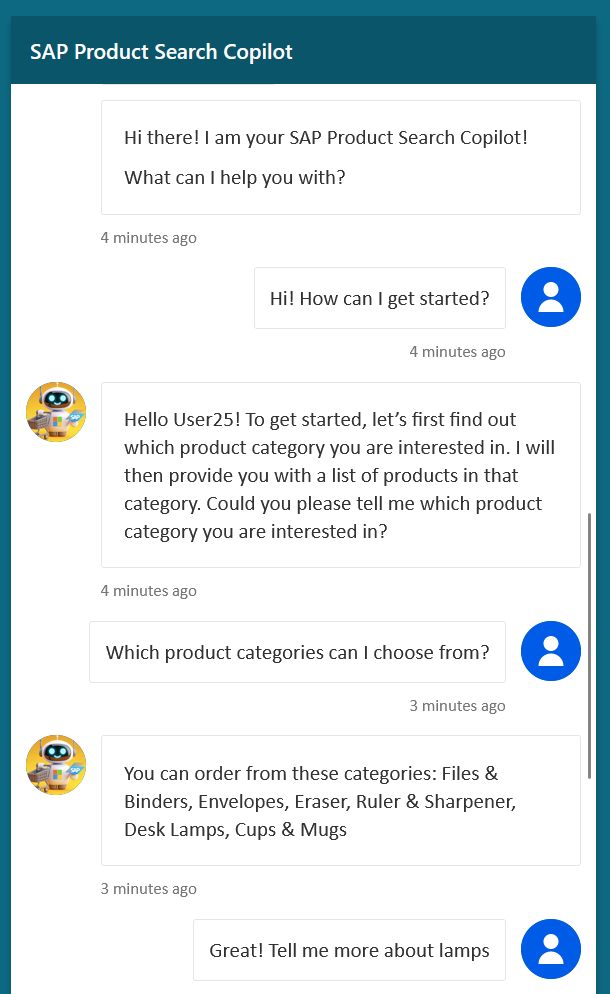 SAP Product Search Copilot
Hi there! I am your SAP Product Search Copilot!
What can I help you with?
4 minutes ago
Hi! How can I get started?
4 minutes ago
Hello User25! To get started, let’s first find out
which product category you are interested in. I will
then provide you with a list of products in that
category. Could you please tell me which product
category you are interested in?
4 minutes ago
Which product categories can I choose from?
3 minutes ago
You can order from these categories: Files &
Binders, Envelopes, Eraser, Ruler & Sharpener,
Desk Lamps, Cups & Mugs
3 minutes ago
Great! Tell me more about lamps